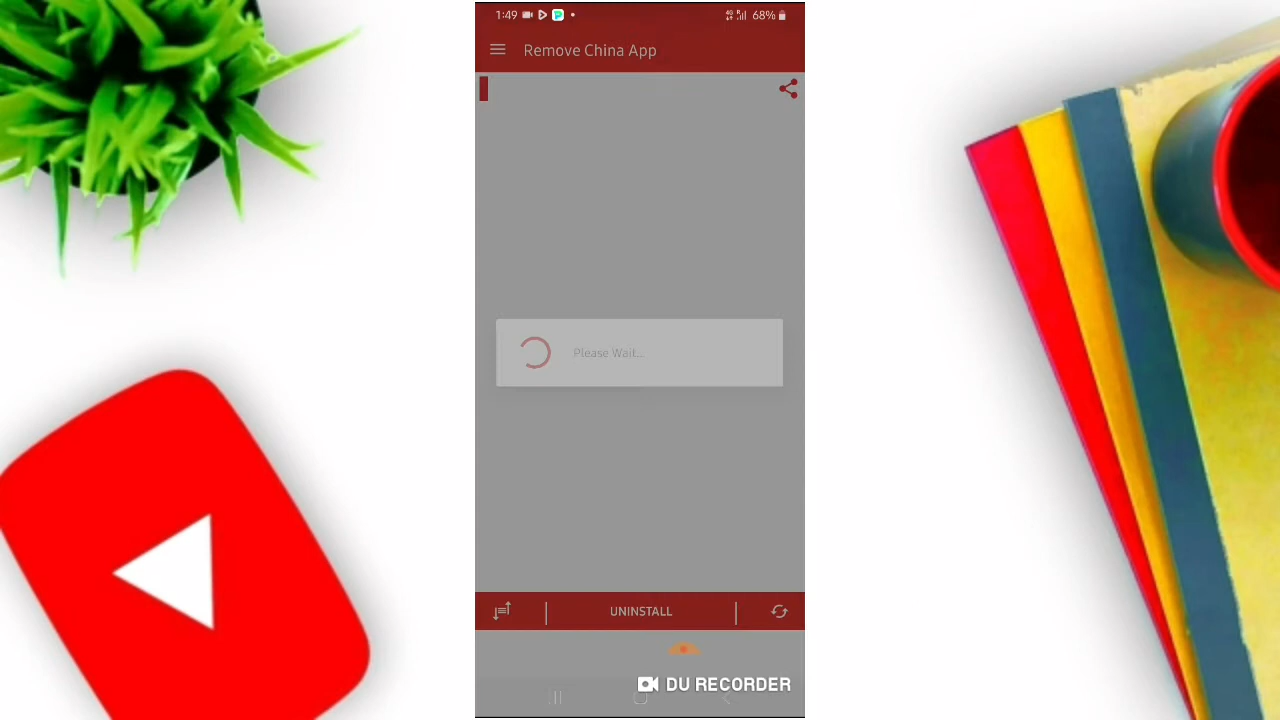 1:49 68%
Remove China App
Please Wait...
UNINSTALL
DU RECORDER